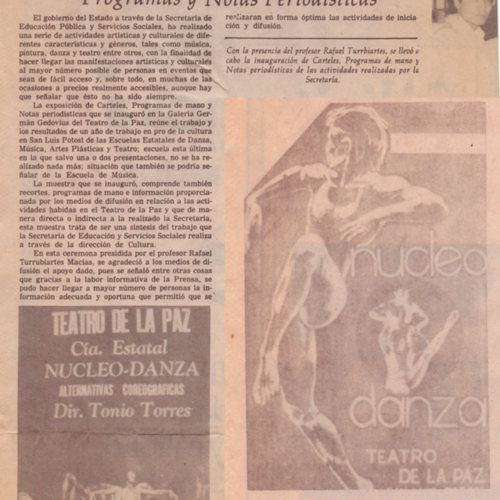 Programas y Notas Periodísticas
El gobierno del Estado a través de la Secretaria de
Educación Pública y Servicios Sociales, ha realizado
una serie de actividades artísticas y culturales de di-
ferentes características y géneros, tales como música,
pintura, danza y teatro entre otros, con la finalidad de
hacer llegar las manifestaciones artísticas y culturales
al mayor número posible de personas en eventos que
sean de fácil acceso y, sobre todo, en muchas de las
ocasiones a precios realmente accesibles, aunque hay
que señalar que ésto no ha sido siempre.
La exposición de Carteles, Programas de mano y
Notas periodísticas que se inauguró en la Galería Ger-
mán Gedovius del Teatro de la Paz, reúne el trabajo y
los resultados de un año de trabajo en pro de la cultura
en San Luis Potosí de las Escuelas Estatales de Danza,
Música, Artes Plásticas y Teatro; escuela esta última
en la que salvo una o dos presentaciones, no se ha re-
alizado nada más; situación que también se podría se-
ñalar de la Escuela de Música.
La muestra que se inauguró, comprende también
recortes, programas de mano e información proporcio-
nada por los medios de difusión en relación a las acti-
vidades habidas en el Teatro de la Paz y que de mane-
ra directa o indirecta a la realizado la Secretaría,
esta muestra trata de ser una síntesis del trabajo que
la Secretaría de Educación y Servicios Sociales realiza
a través de la dirección de Cultura.
En esta ceremonia presidida por el profesor Rafael
Turrubiartes Macías, se agradeció a los medios de di-
fusión el apoyo dado, pues se señaló entre otras cosas
que gracias a la labor informativa de la Prensa, se
pudo hacer llegar a mayor número de personas la in-
formación adecuada y oportuna que permitió que se
realizaran en forma óptima las actividades de inicia
ción y difusión.
Con la presencia del profesor Rafael Turrbiartes, se llevó a
cabo la inauguración de Carteles, Programas de mano y
Notas periodísticas de las actividades realizadas por la
Secretaría.
TEATRO DE LA PAZ
Cía. Estatal
NUCLEO-DANZA
ALTERNATIVAS COREOGRAFICAS
Dir. Tonio Torres
nucleo
danza
TEATRO
DE LA PAZ